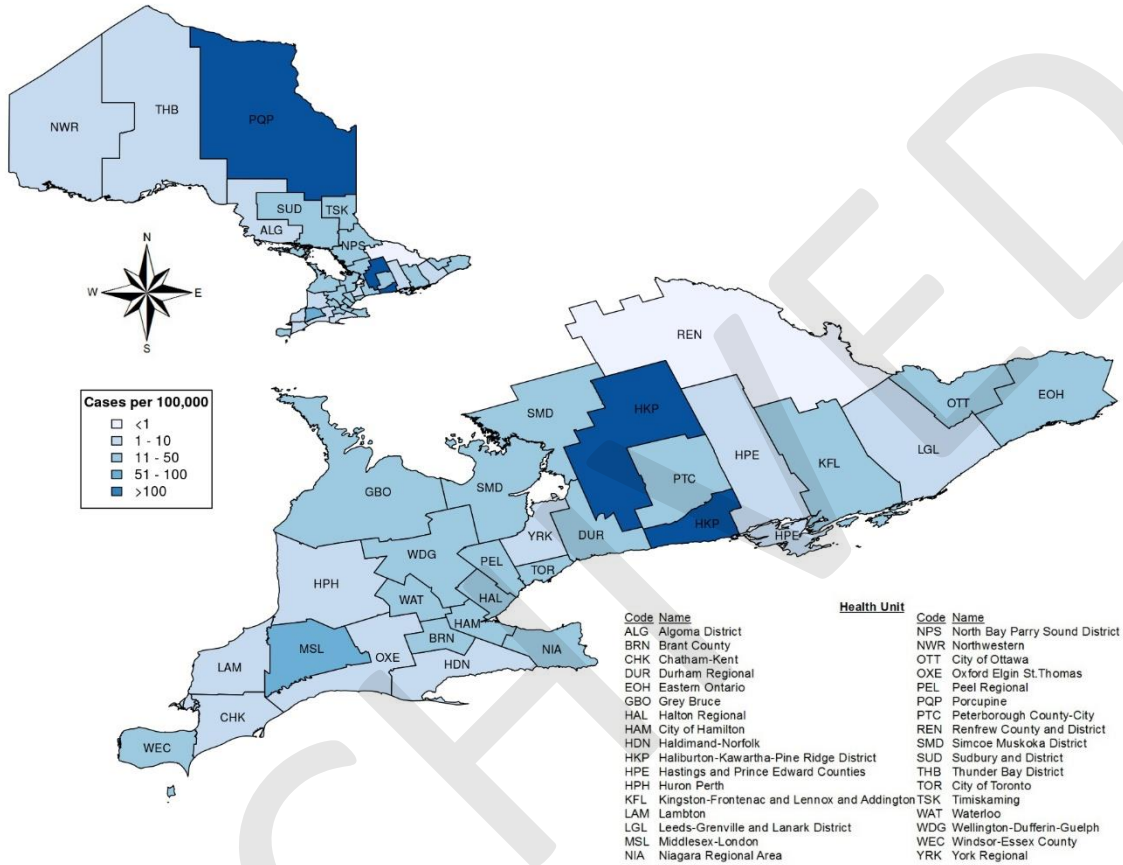 NWR
THB
PQP
SUD
TSK
ALG
NPS
N
W
E
S
Cases per 100,000
<1
1 - 10
11 - 50
51 - 100
>100
REN
SMD
HKP
OTT
EOH
HPE
KFL
LGL
PTC
GBO
SMD
HKP
HPE
YRK
DUR
WDG
PEL
TOR
HPH
WAT
HAL
HAM
MSL
BRN
NIA
LAM
OXE
HDN
CHK
WEC
Health Unit
Code Name
ALG Algoma District
BRN Brant County
CHK Chatham-Kent
DUR Durham Regional
EOH Eastern Ontario
GBO Grey Bruce
HAL Halton Regional
HAM City of Hamilton
HDN Haldimand-Norfolk
HKP Haliburton-Kawartha-Pine Ridge District
HPE Hastings and Prince Edward Counties
HPH Huron Perth
KFL Kingston-Frontenac and Lennox and Addington
LAM Lambton
LGL Leeds-Grenville and Lanark District
MSL Middlesex-London
NIA Niagara Regional Area
Code Name
NPS North Bay Parry Sound District
NWR Northwestern
OTT City of Ottawa
OXE Oxford Elgin St.Thomas
PEL Peel Regional
PQP Porcupine
PTC Peterborough County-City
REN Renfrew County and District
SMD Simcoe Muskoka District
SUD Sudbury and District
THB Thunder Bay District
TOR City of Toronto
TSK Timiskaming
WAT Waterloo
WDG Wellington-Dufferin-Guelph
WEC Windsor-Essex County
YRK York Regional